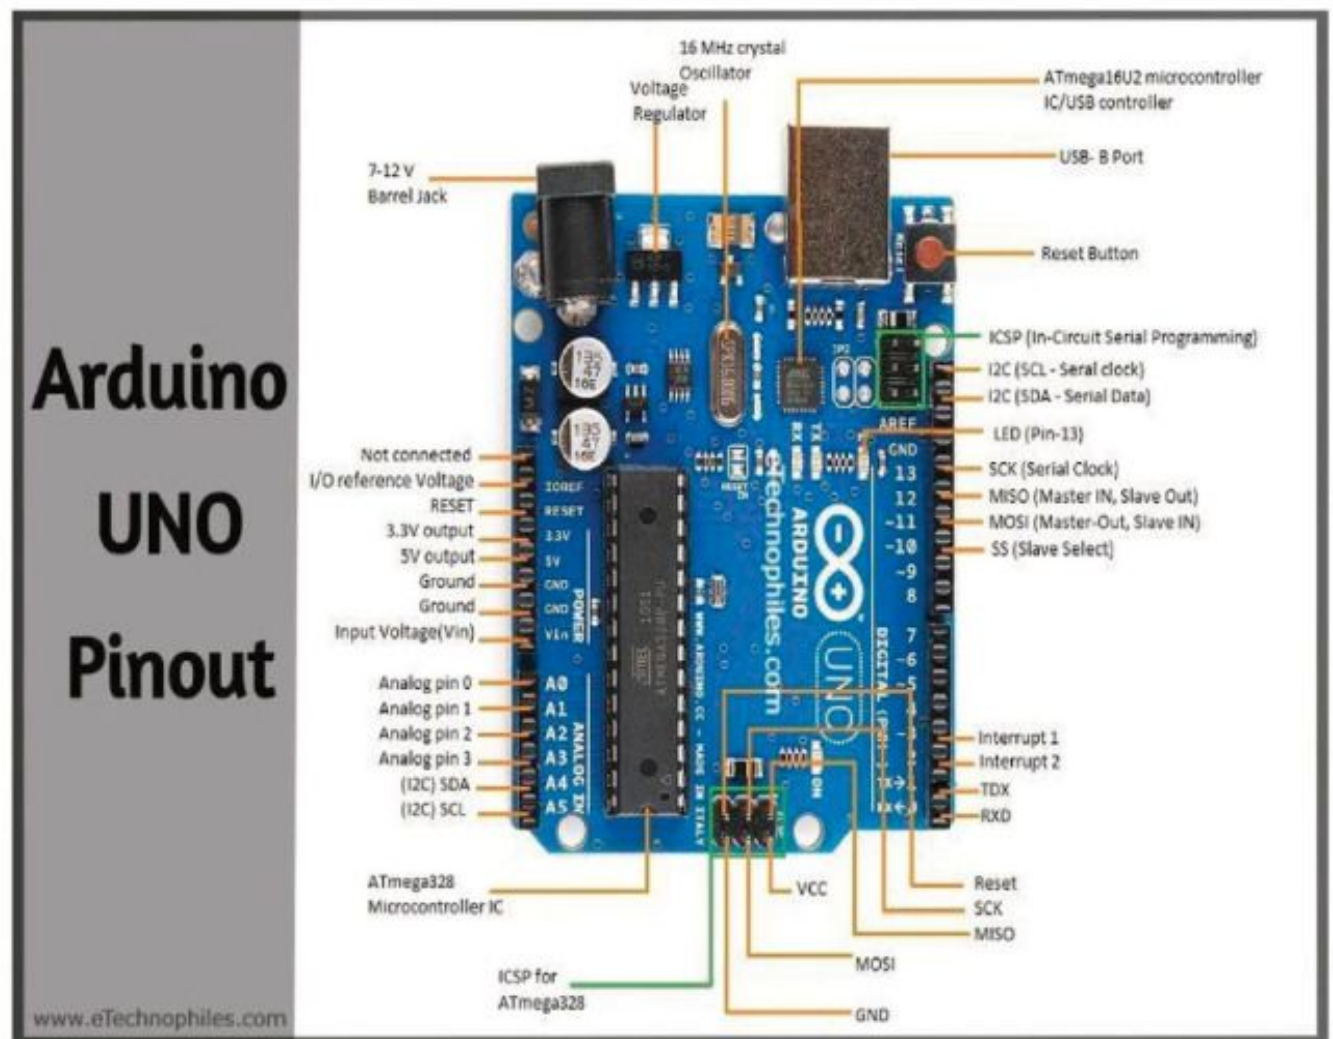 Arduino
UNO
Pinout
www.eTechnophiles.com
16 MHz crystal
Oscillator
Voltage
Regulator
7-12 V
Barrel Jack
ATmega16U2 microcontroller
IC/USB controller
USB- B Port
Reset Button
ICSP (In-Circuit Serial Programming)
I2C (SCL - Seral clock)
I2C (SDA - Serial Data)
LED (Pin-13)
SCK (Serial Clock)
MISO (Master IN, Slave Out)
MOSI (Master-Out, Slave IN)
SS (Slave Select)
Interrupt 1
Interrupt 2
TDX
RXD
Reset
SCK
MISO
VCC
MOSI
GND
Not connected
I/O reference Voltage
RESET
3.3V output
5V output
Ground
Ground
Input Voltage(Vin)
Analog pin 0
Analog pin 1
Analog pin 2
Analog pin 3
(I2C) SDA
(I2C) SCL
ATmega328
Microcontroller IC
ICSP for
ATmega328
IOREF
RESET
3.3V
5V
GND
GND
Vin
POWER
A0
A1
A2
A3
A4
A5
ANALOG IN
AREF
GND
13
12
~11
~10
~9
8
7
~6
~5
DIGITAL
RX
TX
ON
ARDUINO
UNO
eTechnophiles.com
WWW.ARDUINO.CC - MADE IN ITALY